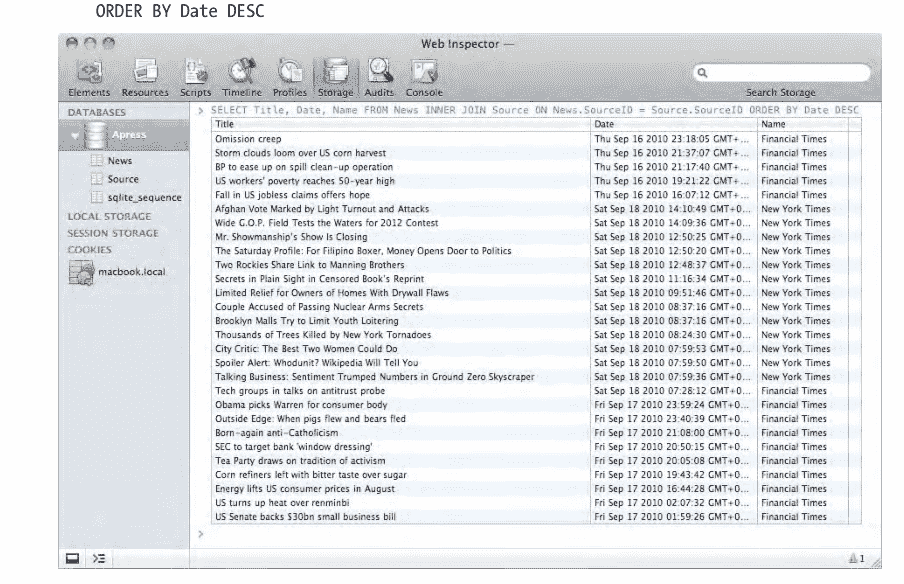 ORDER BY Date DESC
Web Inspector —
Elements Resources Scripts Timeline Profiles Storage Audits Console
Search Storage
DATABASES
Apress
News
Source
sqlite_sequence
LOCAL STORAGE
SESSION STORAGE
COOKIES
macbook.local
> SELECT Title, Date, Name FROM News INNER JOIN Source ON News.SourceID = Source.SourceID ORDER BY Date DESC
Title Date Name
Omission creep Thu Sep 16 2010 23:18:05 GMT+... Financial Times
Storm clouds loom over US corn harvest Thu Sep 16 2010 21:37:07 GMT+... Financial Times
BP to ease up on spill clean-up operation Thu Sep 16 2010 21:17:40 GMT+... Financial Times
US workers' poverty reaches 50-year high Thu Sep 16 2010 19:21:22 GMT+... Financial Times
Fall in US jobless claims offers hope Thu Sep 16 2010 16:07:12 GMT+... Financial Times
Afghan Vote Marked by Light Turnout and Attacks Sat Sep 18 2010 14:10:49 GMT+0... New York Times
Wide G.O.P. Field Tests the Waters for 2012 Contest Sat Sep 18 2010 14:09:36 GMT+0... New York Times
Mr. Showmanship's Show Is Closing Sat Sep 18 2010 12:50:25 GMT+0... New York Times
The Saturday Profile: For Filipino Boxer, Money Opens Door to Politics Sat Sep 18 2010 12:50:20 GMT+0... New York Times
Two Rockies Share Link to Manning Brothers Sat Sep 18 2010 12:48:37 GMT+0... New York Times
Secrets in Plain Sight in Censored Book's Reprint Sat Sep 18 2010 11:16:34 GMT+0... New York Times
Limited Relief for Owners of Homes With Drywall Flaws Sat Sep 18 2010 09:51:46 GMT+0... New York Times
Couple Accused of Passing Nuclear Arms Secrets Sat Sep 18 2010 08:37:16 GMT+0... New York Times
Brooklyn Malls Try to Limit Youth Loitering Sat Sep 18 2010 08:37:16 GMT+0... New York Times
Thousands of Trees Killed by New York Tornadoes Sat Sep 18 2010 08:24:30 GMT+0... New York Times
City Critic: The Best Two Women Could Do Sat Sep 18 2010 07:59:53 GMT+0... New York Times
Spoiler Alert: Whodunit? Wikipedia Will Tell You Sat Sep 18 2010 07:59:50 GMT+0... New York Times
Talking Business: Sentiment Trumped Numbers in Ground Zero Skyscraper Sat Sep 18 2010 07:59:36 GMT+0... New York Times
Tech groups in talks on antitrust probe Sat Sep 18 2010 07:28:12 GMT+0... Financial Times
Obama picks Warren for consumer body Fri Sep 17 2010 23:59:24 GMT+0... Financial Times
Outside Edge: When pigs flew and bears fled Fri Sep 17 2010 23:40:39 GMT+0... Financial Times
Born-again anti-Catholicism Fri Sep 17 2010 21:08:00 GMT+0... Financial Times
SEC to target bank 'window dressing' Fri Sep 17 2010 20:50:15 GMT+0... Financial Times
Tea Party draws on tradition of activism Fri Sep 17 2010 20:05:08 GMT+0... Financial Times
Corn refiners left with bitter taste over sugar Fri Sep 17 2010 19:43:42 GMT+0... Financial Times
Energy lifts US consumer prices in August Fri Sep 17 2010 16:44:28 GMT+0... Financial Times
US turns up heat over renminbi Fri Sep 17 2010 02:07:32 GMT+0... Financial Times
US Senate backs $30bn small business bill Fri Sep 17 2010 01:59:26 GMT+0... Financial Times
>
1